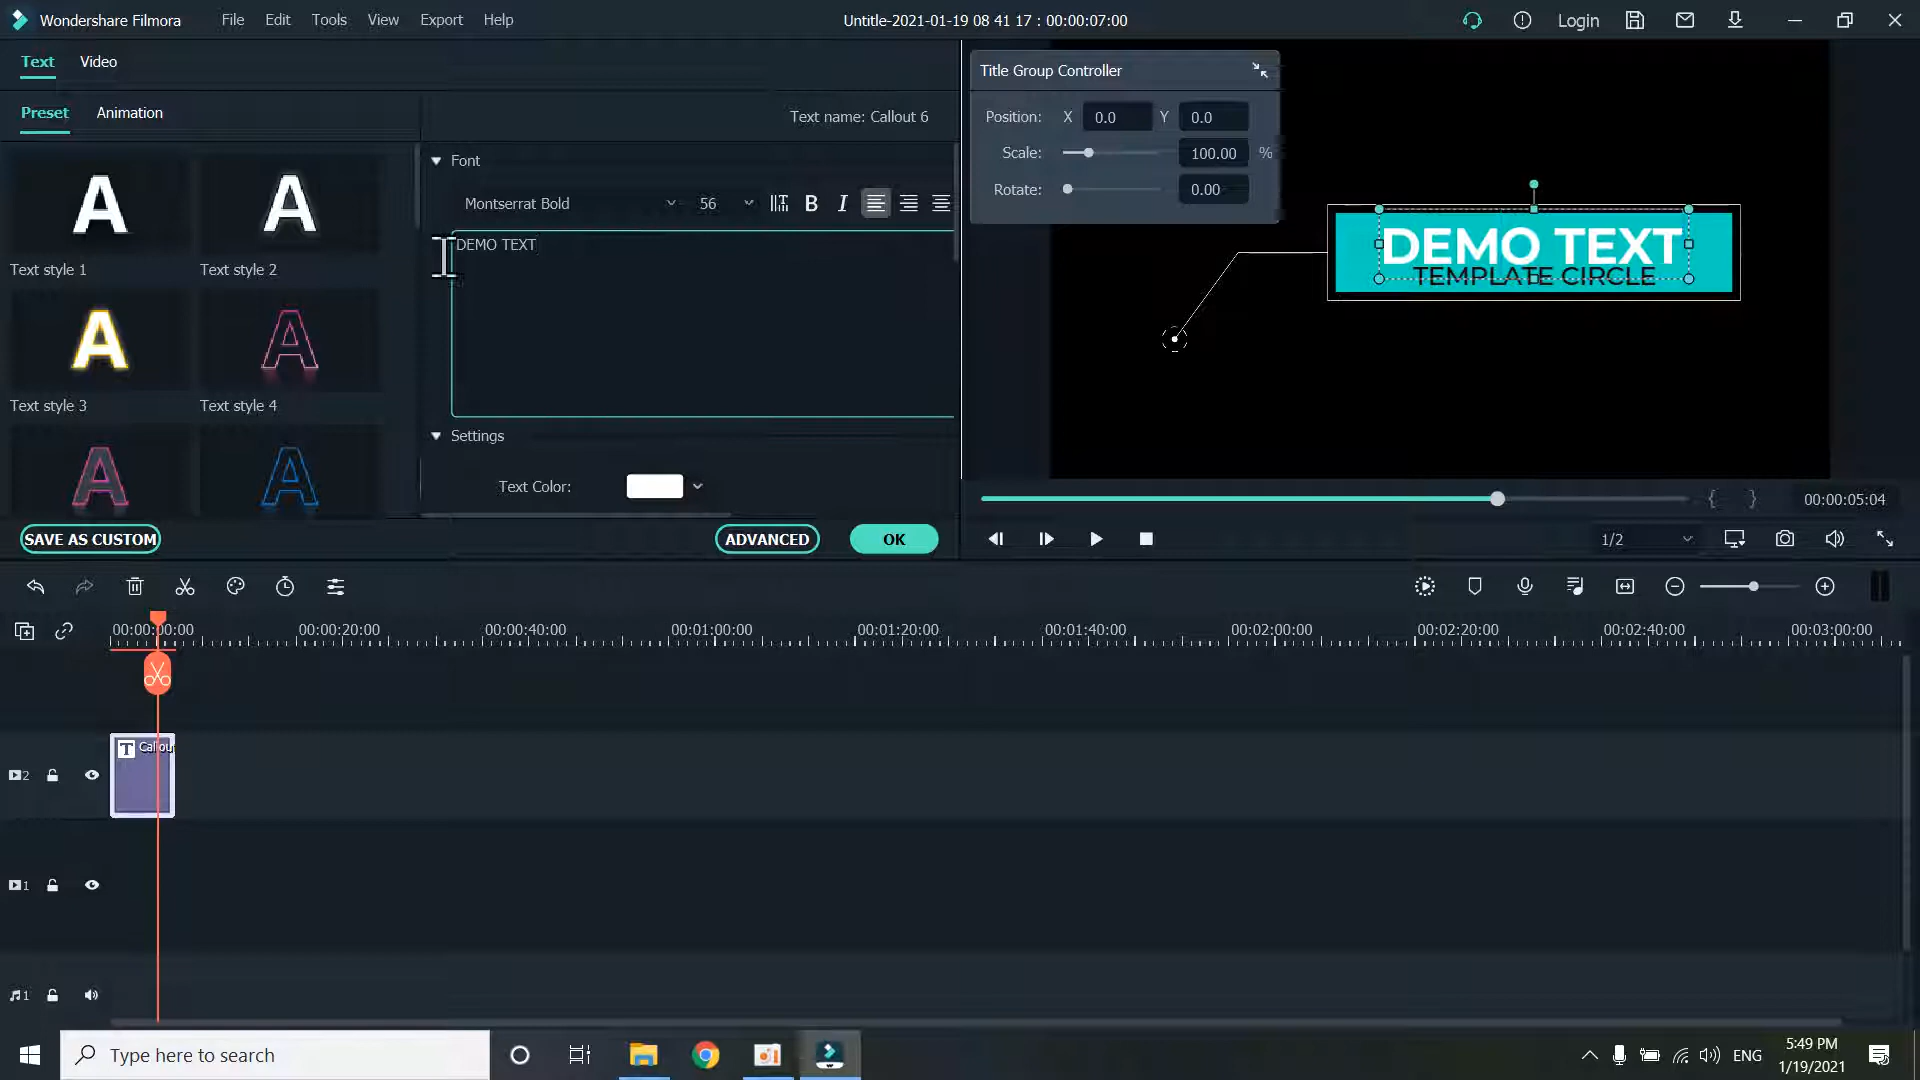 Wondershare Filmora File Edit Tools View Export Help Untitle-2021-01-19 08 41 17 : 00:00:07:00 Login
Text Video
Preset Animation Text name: Callout 6
Text style 1 Text style 2
Text style 3 Text style 4
Font
Montserrat Bold 56
DEMO TEXT
Settings
Text Color:
SAVE AS CUSTOM ADVANCED OK
Title Group Controller
Position: X 0.0 Y 0.0
Scale: 100.00 %
Rotate: 0.00
DEMO TEXT
TEMPLATE CIRCLE
{ } 00:00:05:04
1/2
00:00:00:00 00:00:20:00 00:00:40:00 00:01:00:00 00:01:20:00 00:01:40:00 00:02:00:00 00:02:20:00 00:02:40:00 00:03:00:00
T Callou
2
1
1
Type here to search ENG 5:49 PM
1/19/2021